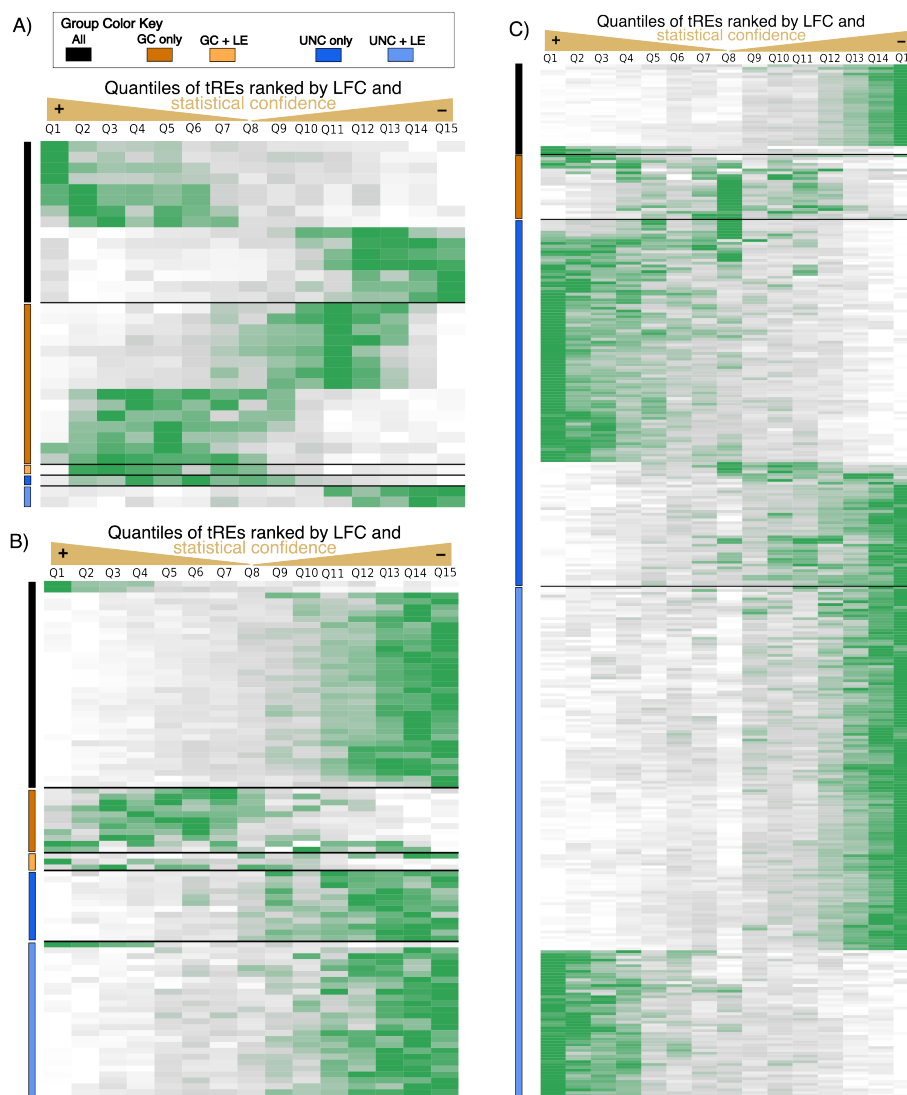 A)
Group Color Key
All GC only GC + LE UNC only UNC + LE
Quantiles of tREs ranked by LFC and
statistical confidence
+ –
Q1 Q2 Q3 Q4 Q5 Q6 Q7 Q8 Q9 Q10 Q11 Q12 Q13 Q14 Q15
B)
Quantiles of tREs ranked by LFC and
statistical confidence
+ –
Q1 Q2 Q3 Q4 Q5 Q6 Q7 Q8 Q9 Q10 Q11 Q12 Q13 Q14 Q15
C)
Quantiles of tREs ranked by LFC and
statistical confidence
+ –
Q1 Q2 Q3 Q4 Q5 Q6 Q7 Q8 Q9 Q10 Q11 Q12 Q13 Q14 Q1